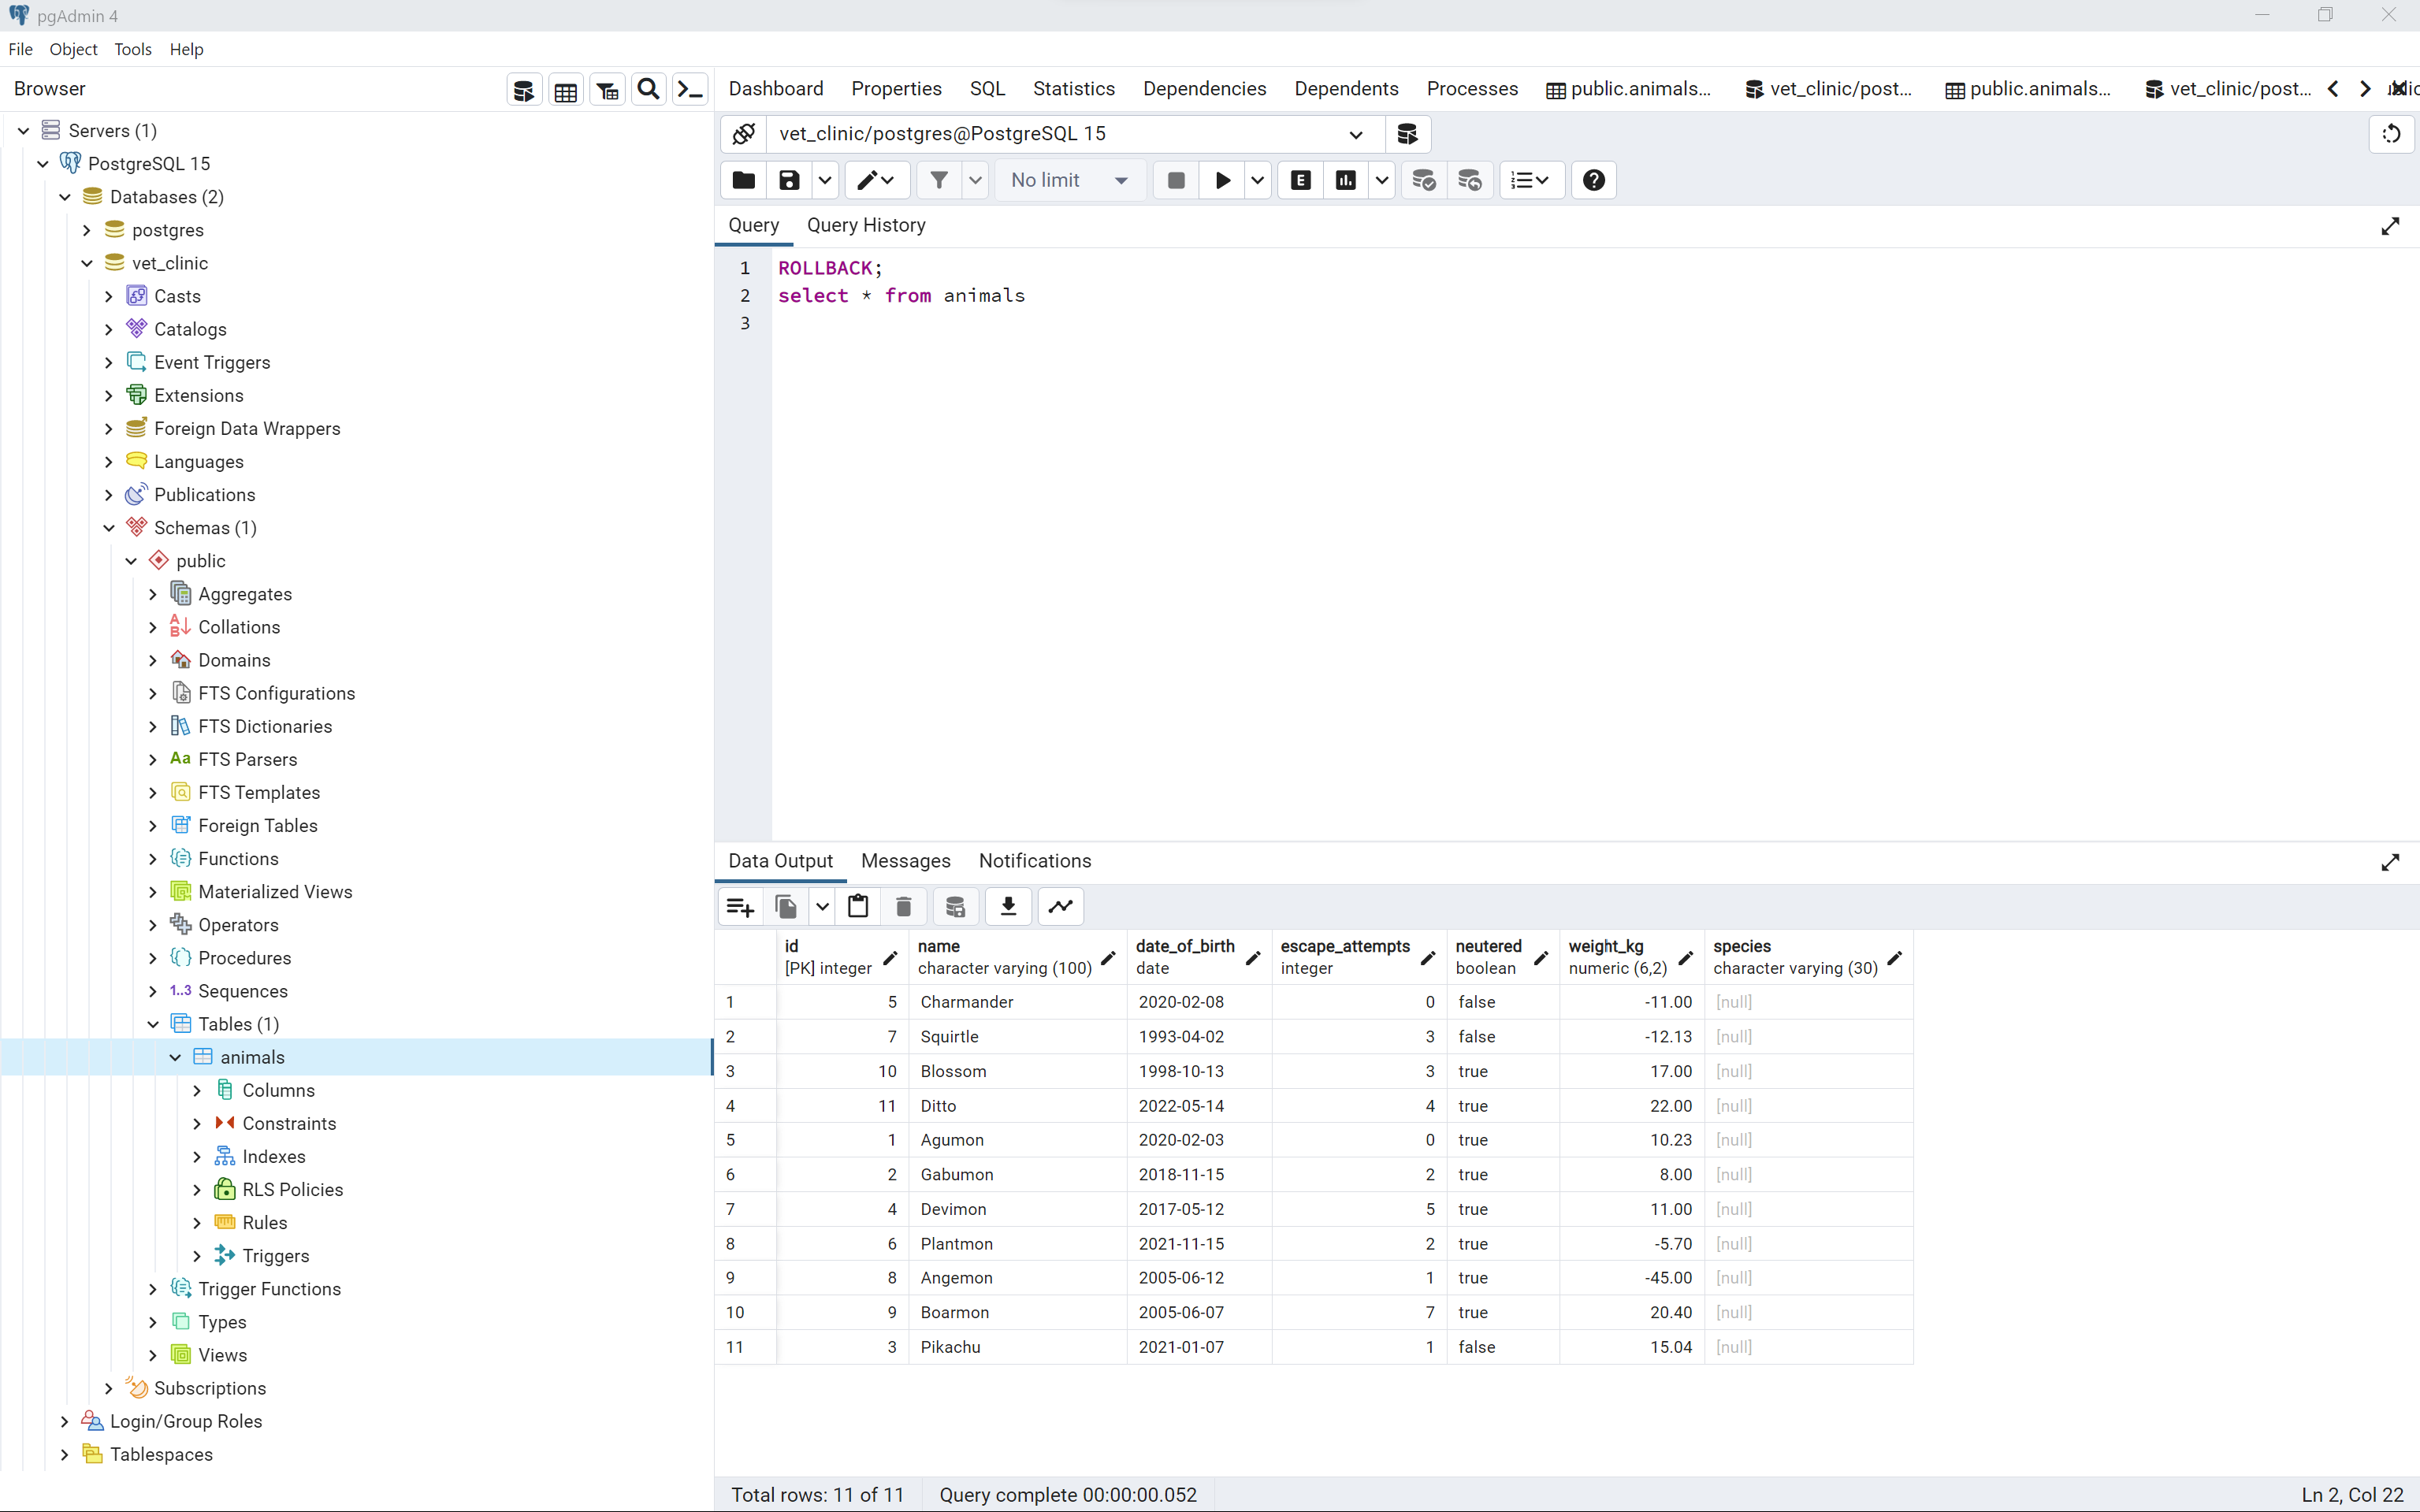 pgAdmin 4
File Object Tools Help
Browser
Dashboard Properties SQL Statistics Dependencies Dependents Processes public.animals... vet_clinic/post... public.animals... vet_clinic/post...
Servers (1)
PostgreSQL 15
Databases (2)
postgres
vet_clinic
Casts
Catalogs
Event Triggers
Extensions
Foreign Data Wrappers
Languages
Publications
Schemas (1)
public
Aggregates
Collations
Domains
FTS Configurations
FTS Dictionaries
Aa FTS Parsers
FTS Templates
Foreign Tables
Functions
Materialized Views
Operators
Procedures
1..3 Sequences
Tables (1)
animals
Columns
Constraints
Indexes
RLS Policies
Rules
Triggers
Trigger Functions
Types
Views
Subscriptions
Login/Group Roles
Tablespaces
vet_clinic/postgres@PostgreSQL 15
No limit E
Query Query History
1 ROLLBACK;
2 select * from animals
3
Data Output Messages Notifications
id name date_of_birth escape_attempts neutered weight_kg species
[PK] integer character varying (100) date integer boolean numeric (6,2) character varying (30)
1 5 Charmander 2020-02-08 0 false -11.00 [null]
2 7 Squirtle 1993-04-02 3 false -12.13 [null]
3 10 Blossom 1998-10-13 3 true 17.00 [null]
4 11 Ditto 2022-05-14 4 true 22.00 [null]
5 1 Agumon 2020-02-03 0 true 10.23 [null]
6 2 Gabumon 2018-11-15 2 true 8.00 [null]
7 4 Devimon 2017-05-12 5 true 11.00 [null]
8 6 Plantmon 2021-11-15 2 true -5.70 [null]
9 8 Angemon 2005-06-12 1 true -45.00 [null]
10 9 Boarmon 2005-06-07 7 true 20.40 [null]
11 3 Pikachu 2021-01-07 1 false 15.04 [null]
Total rows: 11 of 11 Query complete 00:00:00.052 Ln 2, Col 22